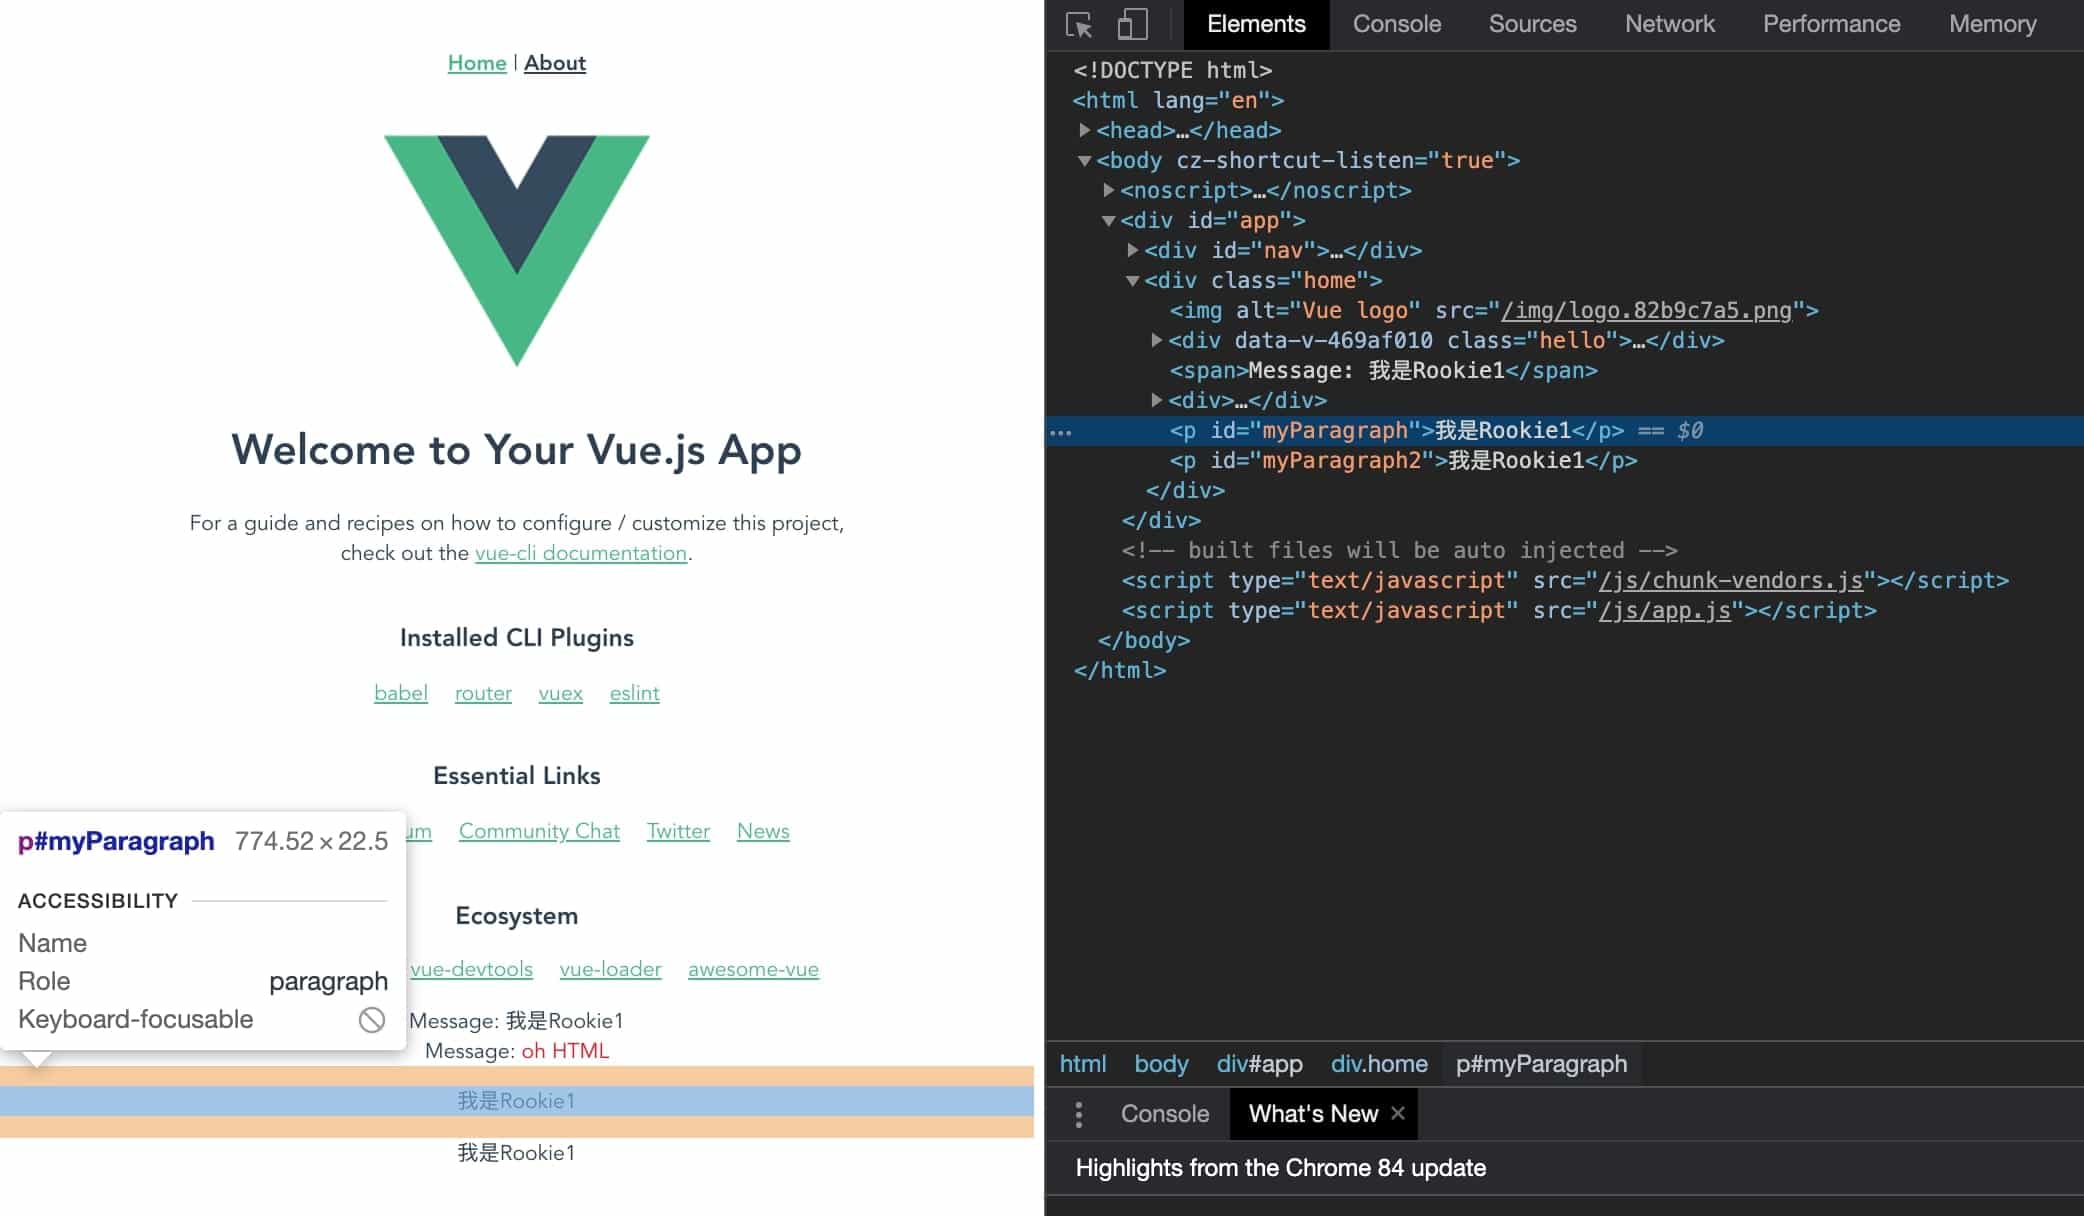 Home | About
Welcome to Your Vue.js App
For a guide and recipes on how to configure / customize this project,
check out the vue-cli documentation.
Installed CLI Plugins
babel router vuex eslint
Essential Links
Community Chat Twitter News
p#myParagraph 774.52 × 22.5
ACCESSIBILITY
Name
Role paragraph
Keyboard-focusable
Ecosystem
vue-devtools vue-loader awesome-vue
Message: 我是Rookie1
Message: oh HTML
我是Rookie1
我是Rookie1
Elements Console Sources Network Performance Memory
<!DOCTYPE html>
<html lang="en">
<head>…</head>
<body cz-shortcut-listen="true">
<noscript>…</noscript>
<div id="app">
<div id="nav">…</div>
<div class="home">
<img alt="Vue logo" src="/img/logo.82b9c7a5.png">
<div data-v-469af010 class="hello">…</div>
<span>Message: 我是Rookie1</span>
<div>…</div>
<p id="myParagraph">我是Rookie1</p> == $0
<p id="myParagraph2">我是Rookie1</p>
</div>
</div>
<!-- built files will be auto injected -->
<script type="text/javascript" src="/js/chunk-vendors.js"></script>
<script type="text/javascript" src="/js/app.js"></script>
</body>
</html>
html body div#app div.home p#myParagraph
Console What's New ×
Highlights from the Chrome 84 update